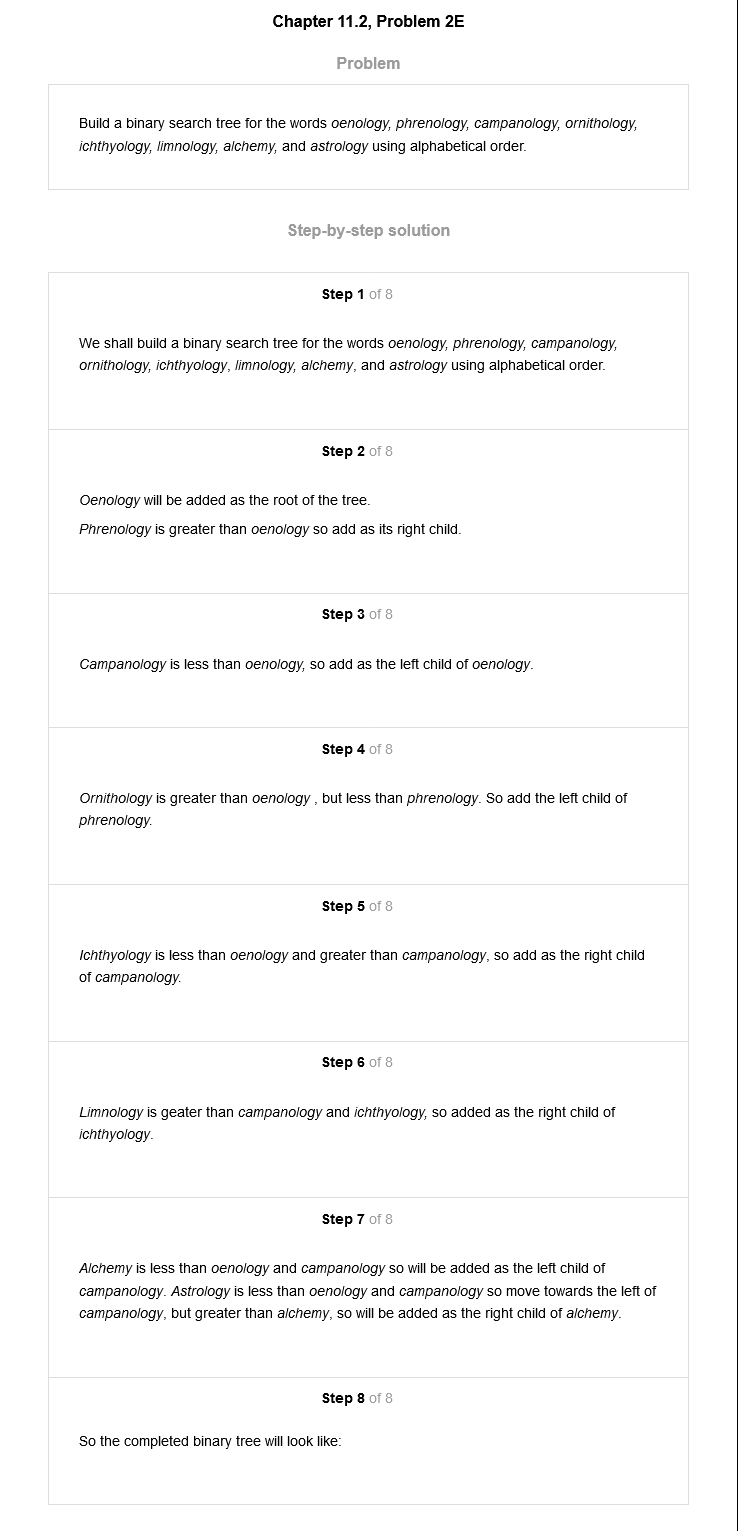 Chapter 11.2, Problem 2E
Problem
Build a binary search tree for the words oenology, phrenology, campanology, ornithology,
ichthyology, limnology, alchemy, and astrology using alphabetical order.
Step-by-step solution
Step 1 of 8
We shall build a binary search tree for the words oenology, phrenology, campanology,
ornithology, ichthyology, limnology, alchemy, and astrology using alphabetical order.
Step 2 of 8
Oenology will be added as the root of the tree.
Phrenology is greater than oenology so add as its right child.
Step 3 of 8
Campanology is less than oenology, so add as the left child of oenology.
Step 4 of 8
Ornithology is greater than oenology , but less than phrenology. So add the left child of
phrenology.
Step 5 of 8
Ichthyology is less than oenology and greater than campanology, so add as the right child
of campanology.
Step 6 of 8
Limnology is geater than campanology and ichthyology, so added as the right child of
ichthyology.
Step 7 of 8
Alchemy is less than oenology and campanology so will be added as the left child of
campanology. Astrology is less than oenology and campanology so move towards the left of
campanology, but greater than alchemy, so will be added as the right child of alchemy.
Step 8 of 8
So the completed binary tree will look like: